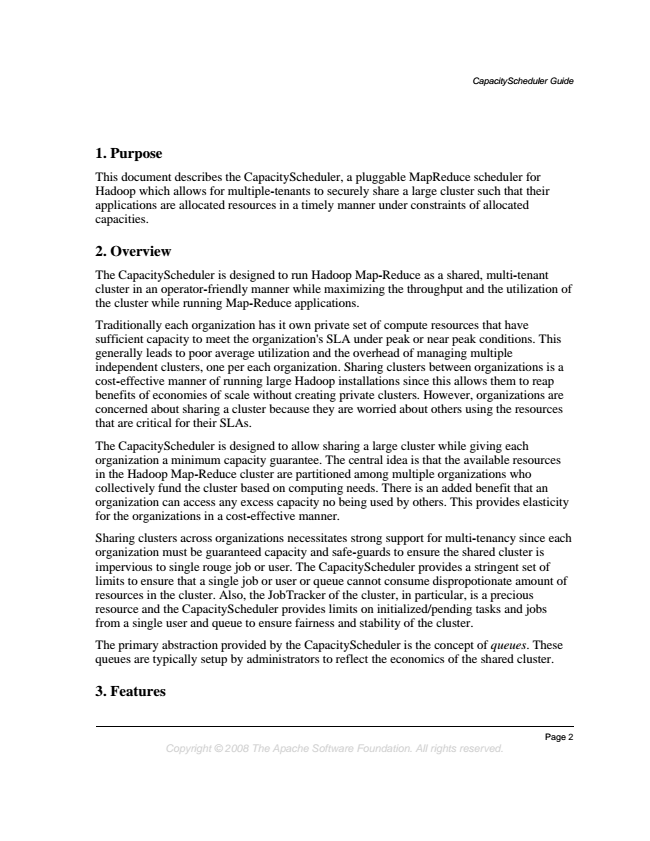 CapacityScheduler Guide
1. Purpose
This document describes the CapacityScheduler, a pluggable MapReduce scheduler for
Hadoop which allows for multiple-tenants to securely share a large cluster such that their
applications are allocated resources in a timely manner under constraints of allocated
capacities.
2. Overview
The CapacityScheduler is designed to run Hadoop Map-Reduce as a shared, multi-tenant
cluster in an operator-friendly manner while maximizing the throughput and the utilization of
the cluster while running Map-Reduce applications.
Traditionally each organization has it own private set of compute resources that have
sufficient capacity to meet the organization's SLA under peak or near peak conditions. This
generally leads to poor average utilization and the overhead of managing multiple
independent clusters, one per each organization. Sharing clusters between organizations is a
cost-effective manner of running large Hadoop installations since this allows them to reap
benefits of economies of scale without creating private clusters. However, organizations are
concerned about sharing a cluster because they are worried about others using the resources
that are critical for their SLAs.
The CapacityScheduler is designed to allow sharing a large cluster while giving each
organization a minimum capacity guarantee. The central idea is that the available resources
in the Hadoop Map-Reduce cluster are partitioned among multiple organizations who
collectively fund the cluster based on computing needs. There is an added benefit that an
organization can access any excess capacity no being used by others. This provides elasticity
for the organizations in a cost-effective manner.
Sharing clusters across organizations necessitates strong support for multi-tenancy since each
organization must be guaranteed capacity and safe-guards to ensure the shared cluster is
impervious to single rouge job or user. The CapacityScheduler provides a stringent set of
limits to ensure that a single job or user or queue cannot consume dispropotionate amount of
resources in the cluster. Also, the JobTracker of the cluster, in particular, is a precious
resource and the CapacityScheduler provides limits on initialized/pending tasks and jobs
from a single user and queue to ensure fairness and stability of the cluster.
The primary abstraction provided by the CapacityScheduler is the concept of queues. These
queues are typically setup by administrators to reflect the economics of the shared cluster.
3. Features
Page 2
Copyright © 2008 The Apache Software Foundation. All rights reserved.